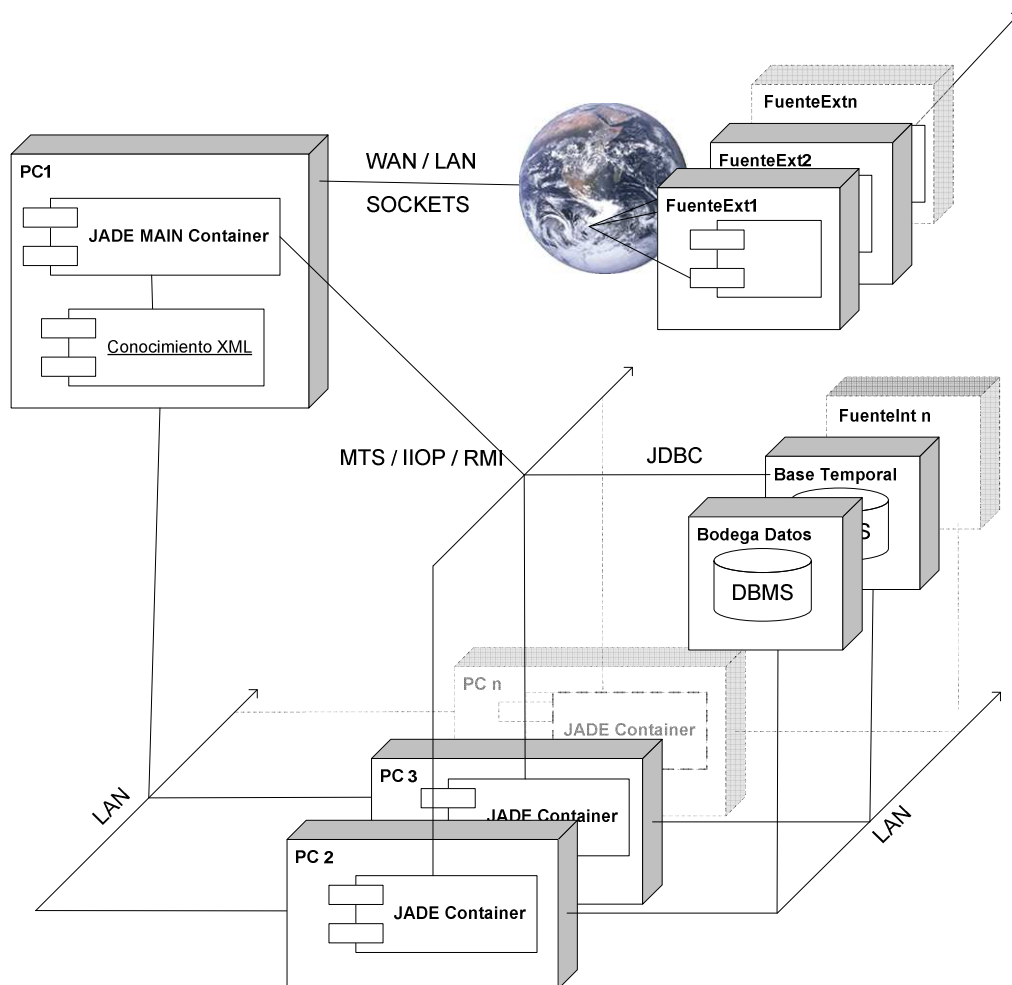 FuenteExtn
WAN / LAN
FuenteExt2
PC1
SOCKETS
FuenteExt1
JADE MAIN Container
Conocimiento XML
FuenteInt n
MTS / IIOP / RMI
JDBC
Base Temporal
Bodega Datos
S
DBMS
PC n
JADE Container
PC 3
LAN
JADE Container
LAN
PC 2
JADE Container